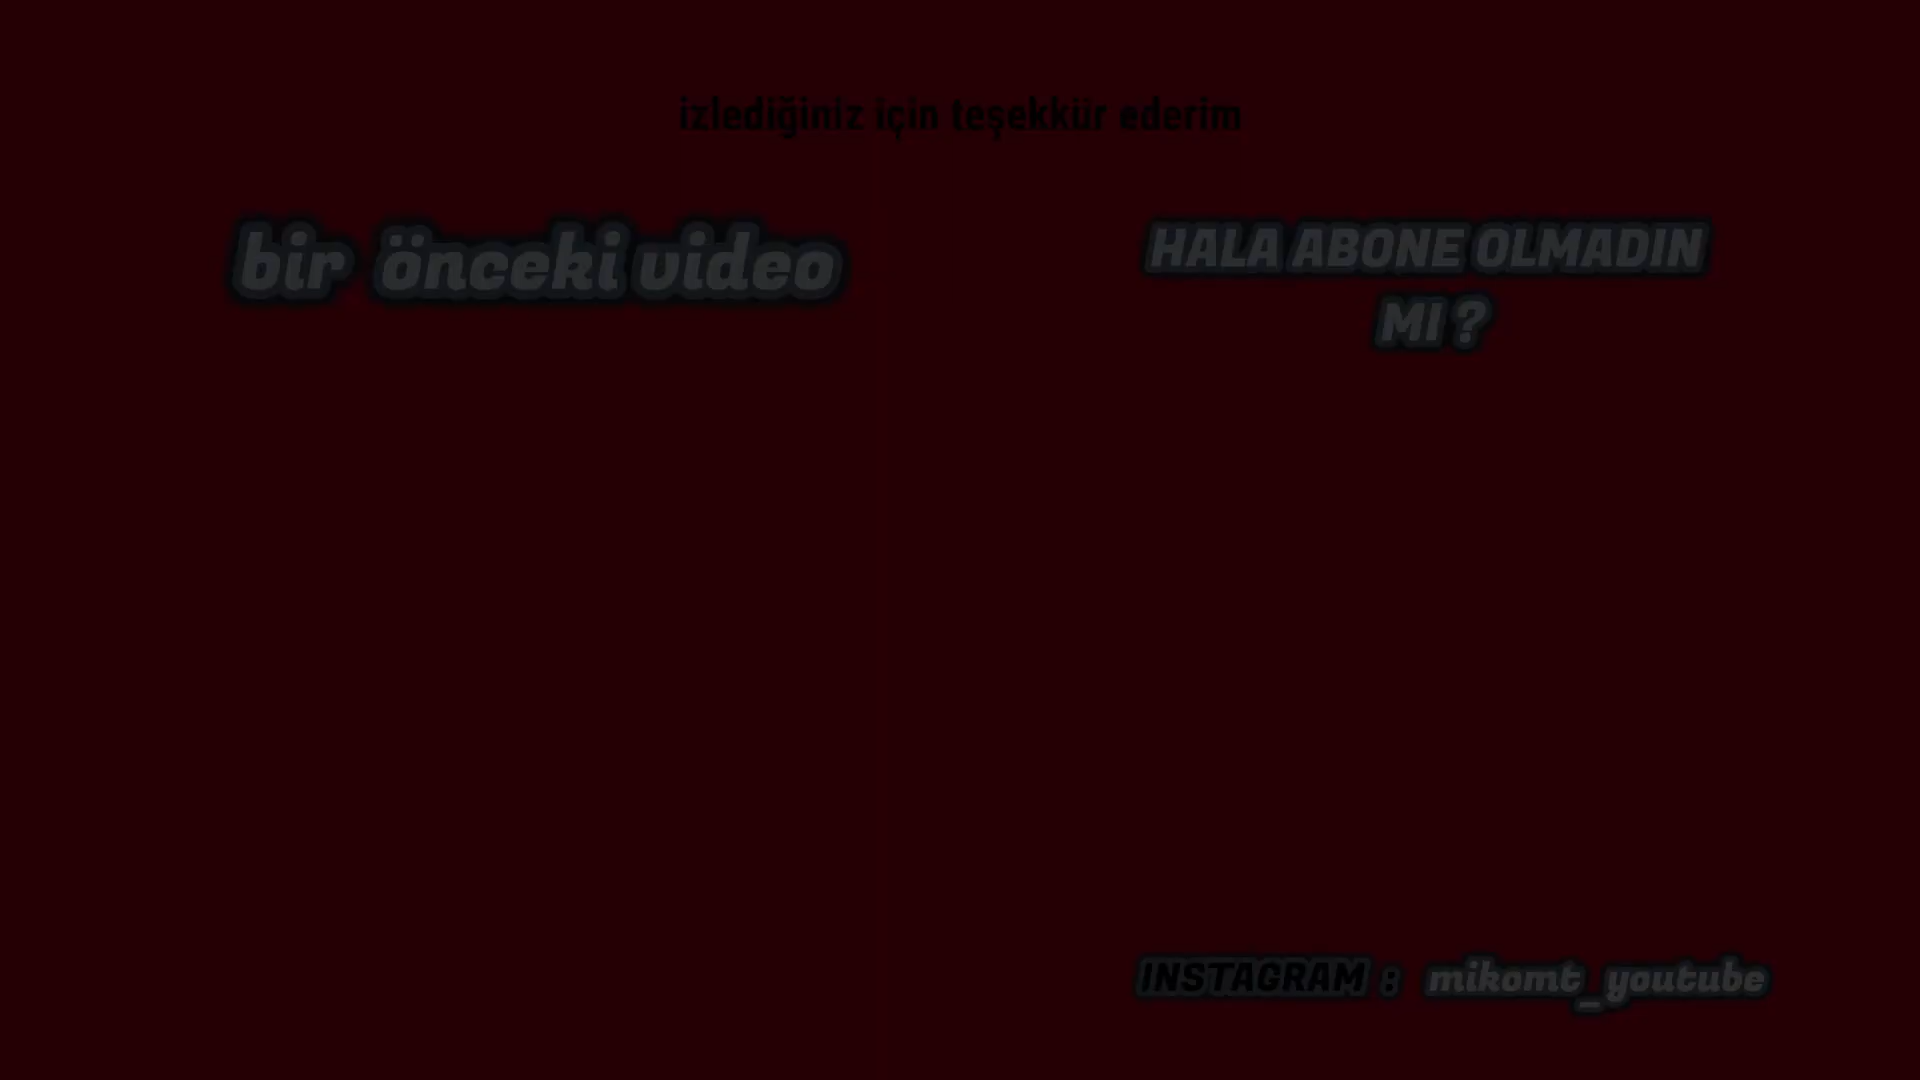 izlediğiniz için teşekkür ederim
bir önceki video
HALA ABONE OLMADIN
MI ?
INSTAGRAM : mikomt_youtube